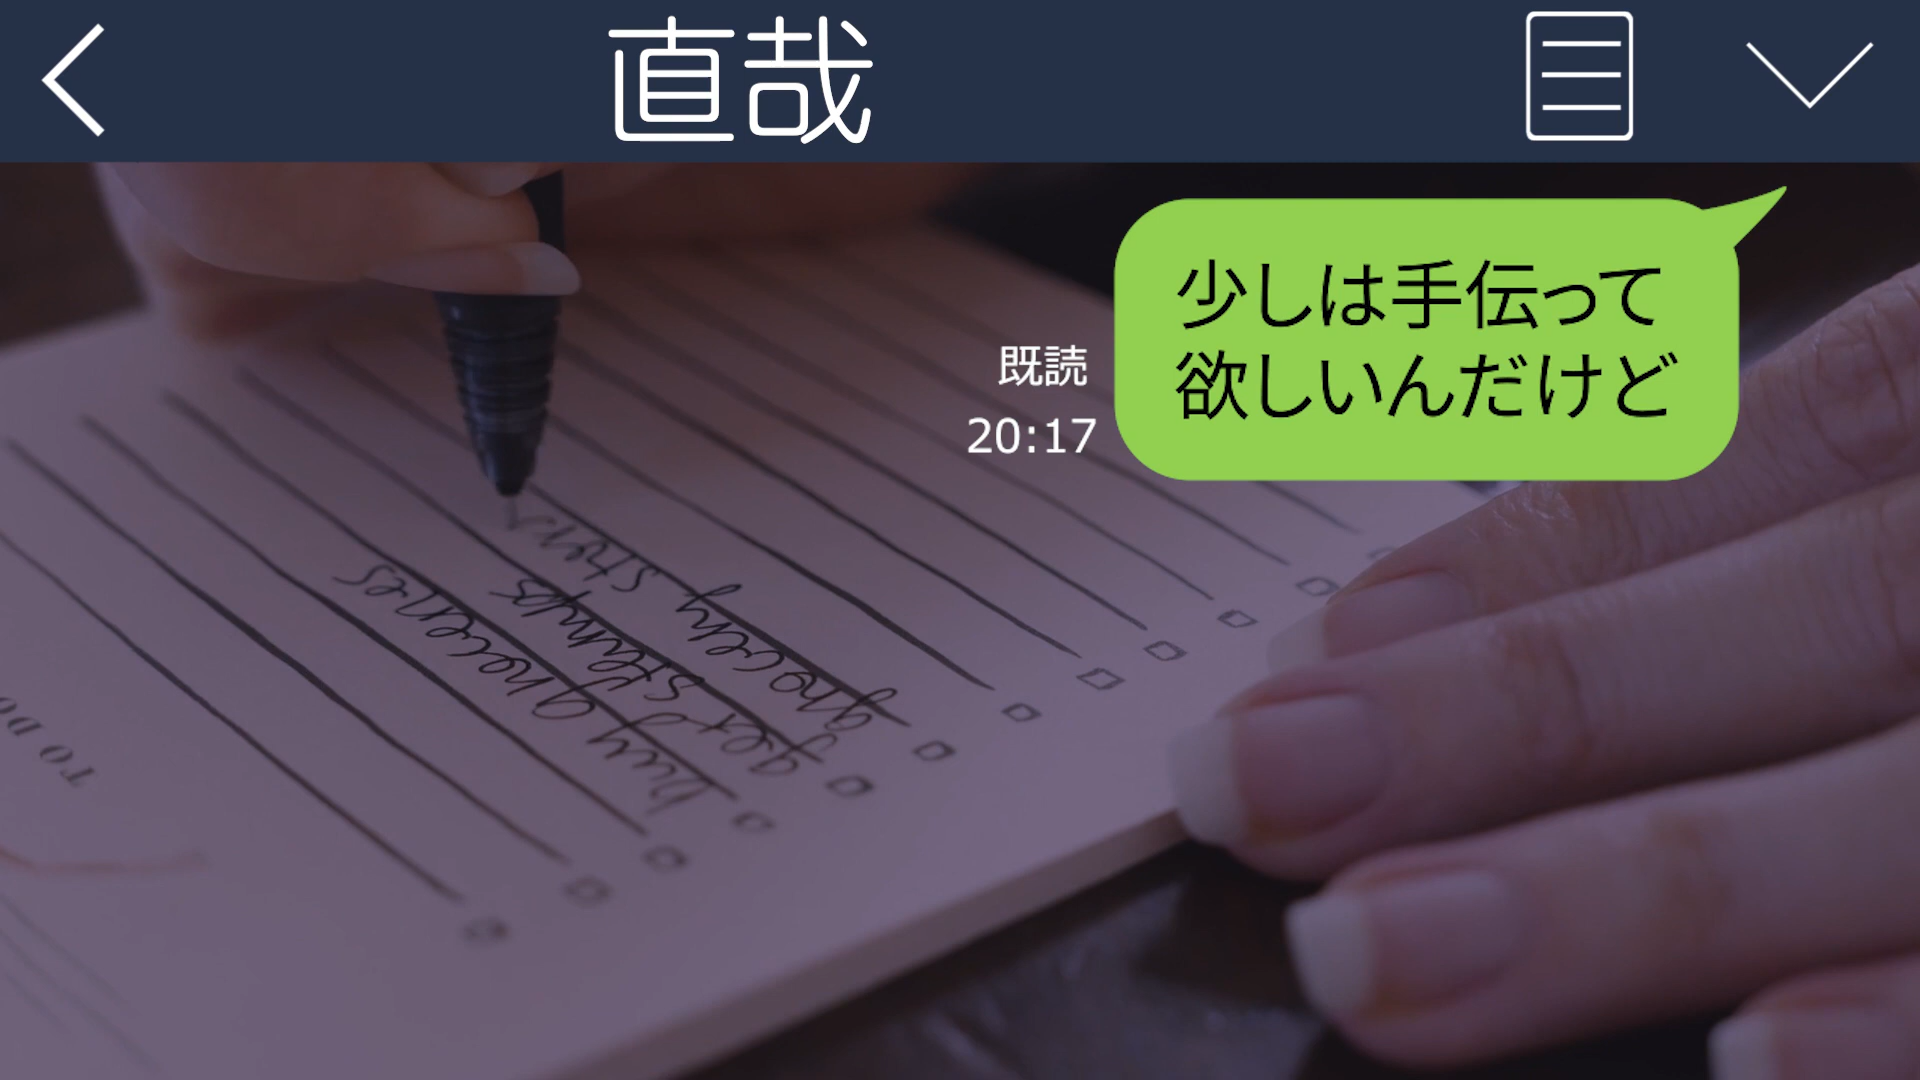 直哉
少しは手伝って
欲しいんだけど
既読
20:17
grocery store
get stamps
buy groceries
TO DO